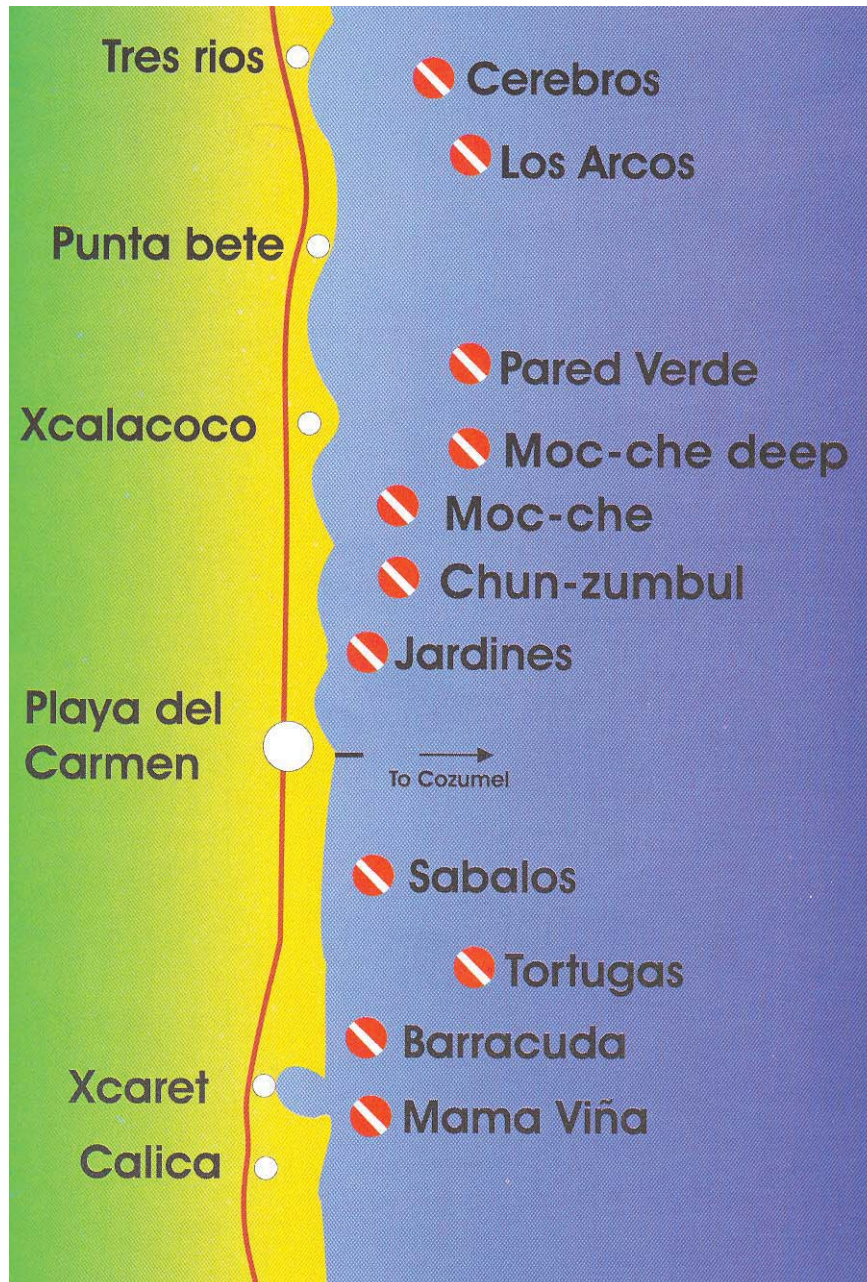 Tres rios
Cerebros
Los Arcos
Punta bete
Pared Verde
Xcalacoco
Moc-che deep
Moc-che
Chun-zumbul
Jardines
Playa del
Carmen
To Cozumel
Sabalos
Tortugas
Barracuda
Xcaret
Mama Viña
Calica